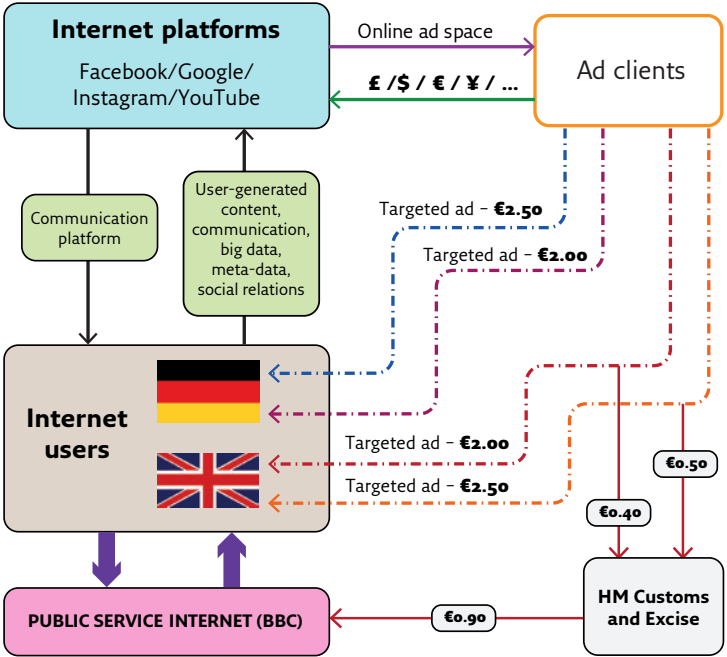 Internet platforms
Facebook/Google/
Instagram/YouTube
Online ad space
£ /$ / € / ¥ / ...
Ad clients
Communication
platform
User-generated
content,
communication,
big data,
meta-data,
social relations
Targeted ad – €2.50
Targeted ad – €2.00
Internet
users
Targeted ad – €2.00
Targeted ad – €2.50
€0.50
€0.40
HM Customs
and Excise
€0.90
PUBLIC SERVICE INTERNET (BBC)